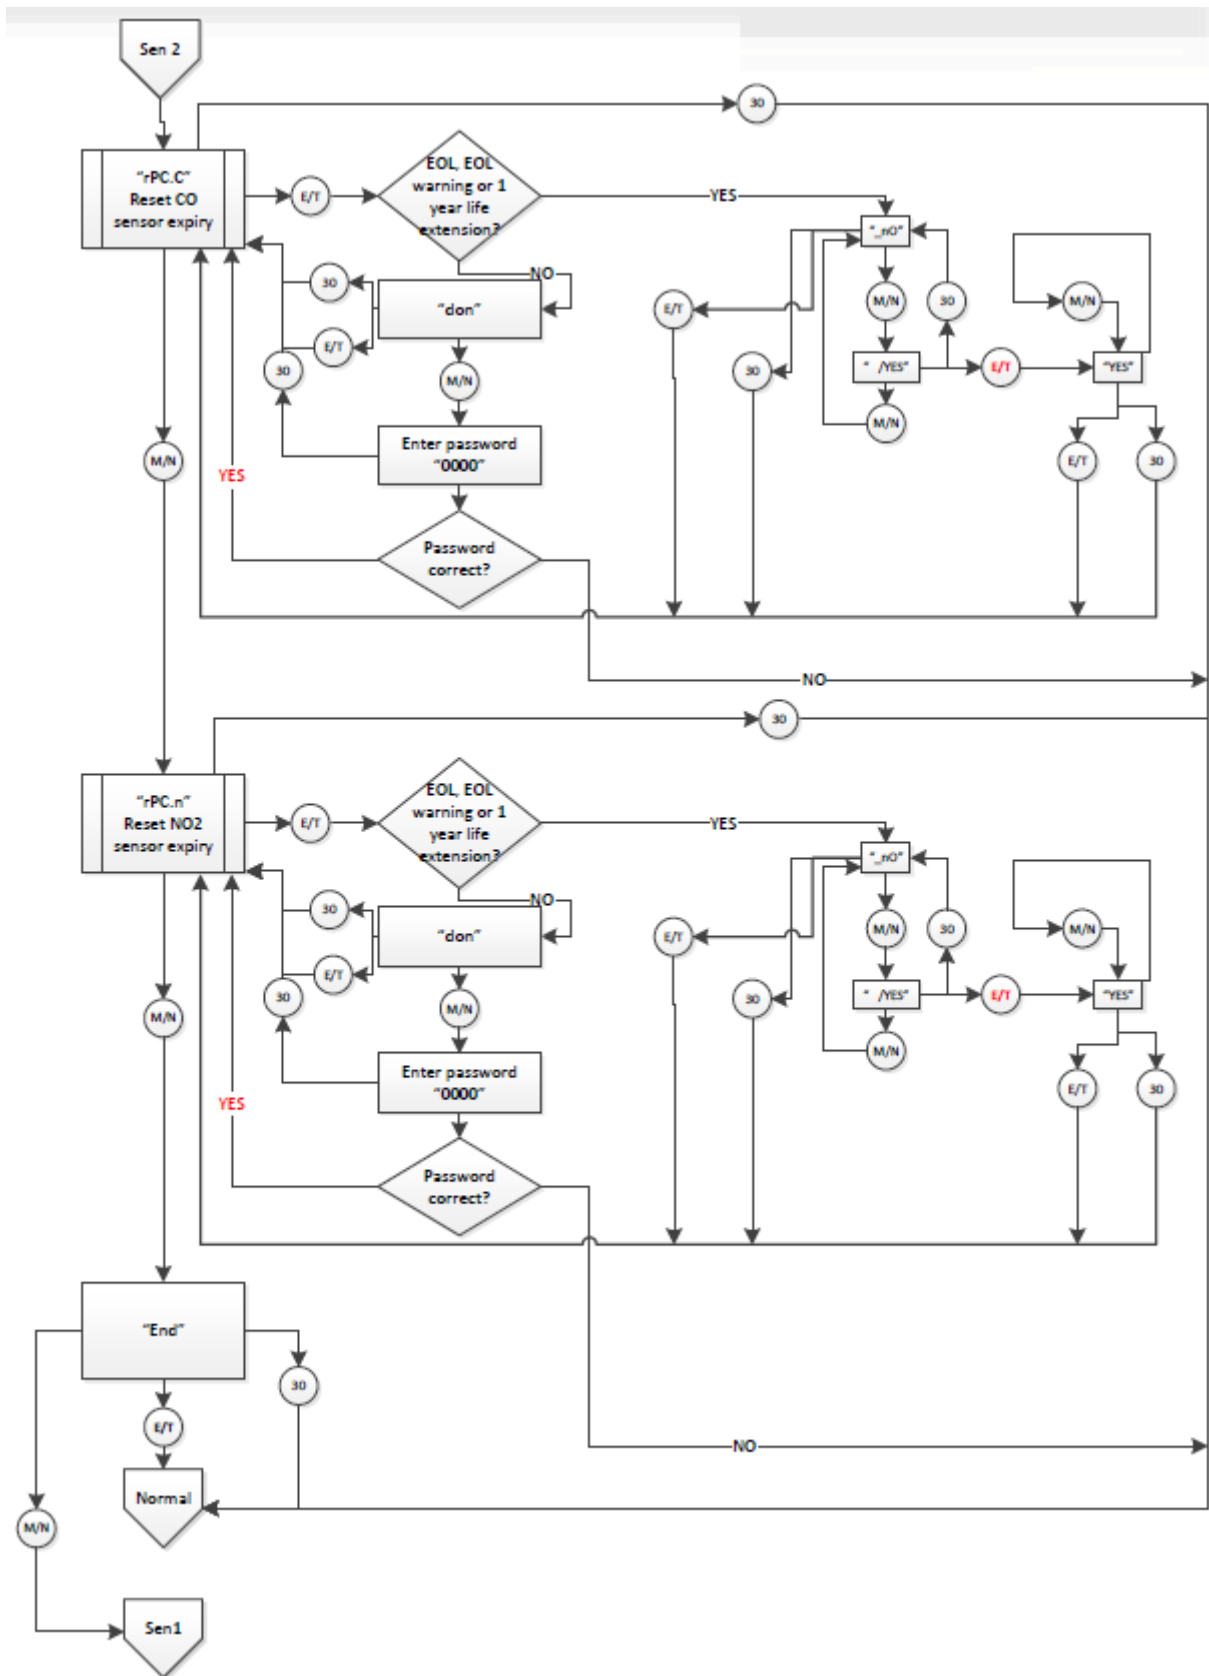 Sen 2
30
“rPC.C”
Reset CO
sensor expiry
E/T
EOL, EOL
warning or 1
year life
extension?
YES
“_nO”
NO
30
“don”
E/T
M/N
30
M/N
E/T
30
E/T
30
“ /YES”
E/T
“YES”
M/N
M/N
Enter password
“0000”
E/T
30
M/N
YES
Password
correct?
NO
30
“rPC.n”
Reset NO2
sensor expiry
E/T
EOL, EOL
warning or 1
year life
extension?
YES
“_nO”
NO
30
“don”
E/T
M/N
30
M/N
E/T
30
30
“ /YES”
E/T
“YES”
M/N
M/N
M/N
Enter password
“0000”
E/T
30
YES
Password
correct?
“End”
30
E/T
NO
Normal
M/N
Sen1